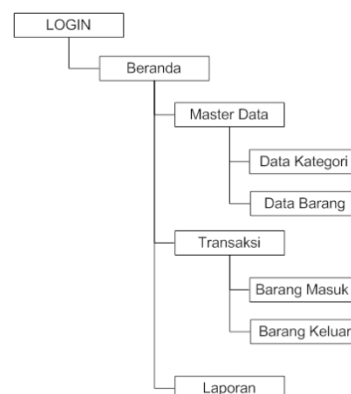 LOGIN
Beranda
Master Data
Data Kategori
Data Barang
Transaksi
Barang Masuk
Barang Keluar
Laporan